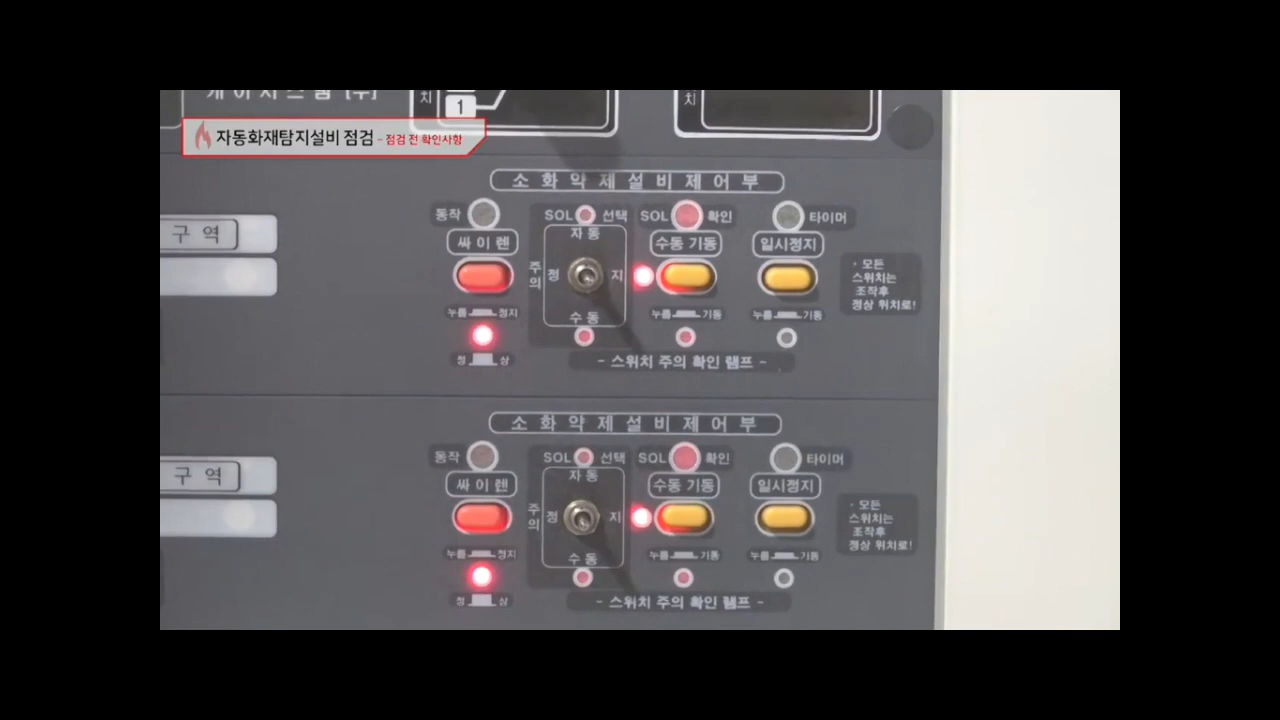 치
1
치
자동화재탐지설비 점검 - 점검 전 확인사항
소화약제설비제어부
동작
SOL 선택
SOL 확인
타이머
구역
싸이렌
자동
수동 기동
일시정지
주의
정 지
· 모든
스위치는
조작후
정상 위치로!
누름 정지
수동
누름 기동
누름 기동
정 상
- 스위치 주의 확인 램프 -
소화약제설비제어부
동작
SOL 선택
SOL 확인
타이머
구역
싸이렌
자동
수동 기동
일시정지
주의
정 지
· 모든
스위치는
조작후
정상 위치로!
누름 정지
수동
누름 기동
누름 기동
정 상
- 스위치 주의 확인 램프 -